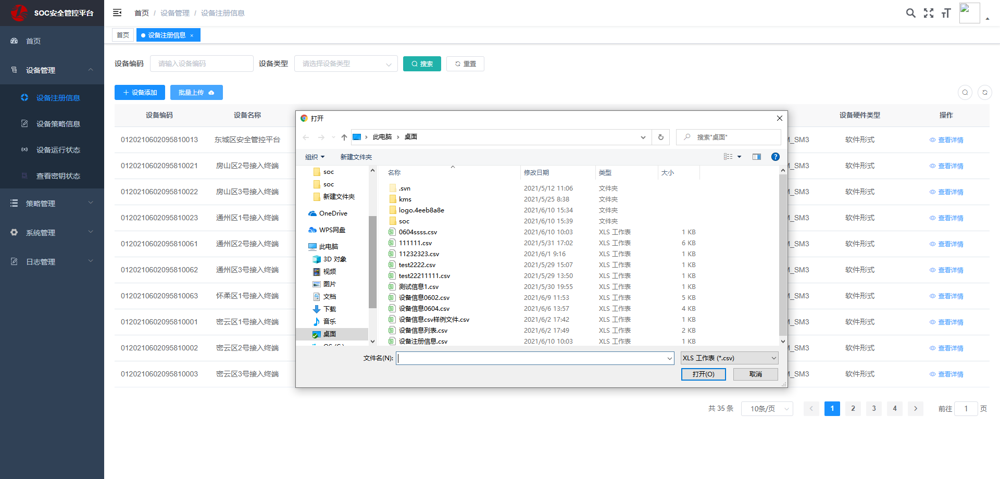 SOC安全管控平台
首页 / 设备管理 / 设备注册信息
首页
设备注册信息 ×
首页
设备管理
设备注册信息
设备策略信息
设备运行状态
查看密钥状态
策略管理
系统管理
日志管理
设备编码 请输入设备编码 设备类型 请选择设备类型 搜索 重置
+ 设备添加 批量上传
设备编码 设备名称 设备硬件类型 操作
0120210602095810013 东城区安全管控平台 _SM3 软件形式 查看详情
0120210602095810021 房山区2号接入终端 _SM3 软件形式 查看详情
0120210602095810022 房山区3号接入终端 _SM3 软件形式 查看详情
0120210602095810023 通州区1号接入终端 _SM3 软件形式 查看详情
0120210602095810061 通州区2号接入终端 _SM3 软件形式 查看详情
0120210602095810062 通州区3号接入终端 _SM3 软件形式 查看详情
0120210602095810063 怀柔区1号接入终端 _SM3 软件形式 查看详情
0120210602095810001 密云区1号接入终端 _SM3 软件形式 查看详情
0120210602095810002 密云区2号接入终端 _SM3 软件形式 查看详情
0120210602095810003 密云区3号接入终端 _SM3 软件形式 查看详情
共 35 条 10条/页 1 2 3 4 前往 1 页
打开
此电脑 › 桌面
搜索"桌面"
组织 新建文件夹
soc
soc
新建文件夹
OneDrive
WPS网盘
此电脑
3D 对象
视频
图片
文档
下载
音乐
桌面
名称 修改日期 类型 大小
.svn 2021/5/12 11:06 文件夹
kms 2021/5/25 8:38 文件夹
logo.4eeb8a8e 2021/6/10 15:34 文件夹
soc 2021/6/10 15:39 文件夹
0604ssss.csv 2021/6/10 10:03 XLS 工作表 1 KB
111111.csv 2021/5/31 17:02 XLS 工作表 6 KB
11232323.csv 2021/6/1 9:16 XLS 工作表 1 KB
test2222.csv 2021/5/29 15:07 XLS 工作表 1 KB
test22211111.csv 2021/5/29 13:50 XLS 工作表 1 KB
测试信息1.csv 2021/5/30 19:55 XLS 工作表 1 KB
设备信息0602.csv 2021/6/9 11:53 XLS 工作表 5 KB
设备信息0604.csv 2021/6/6 13:57 XLS 工作表 4 KB
设备信息csv样例文件.csv 2021/6/2 17:42 XLS 工作表 1 KB
设备信息列表.csv 2021/6/2 17:49 XLS 工作表 2 KB
设备注册信息.csv 2021/6/10 10:03 XLS 工作表 1 KB
文件名(N): XLS 工作表 (*.csv)
打开(O) 取消